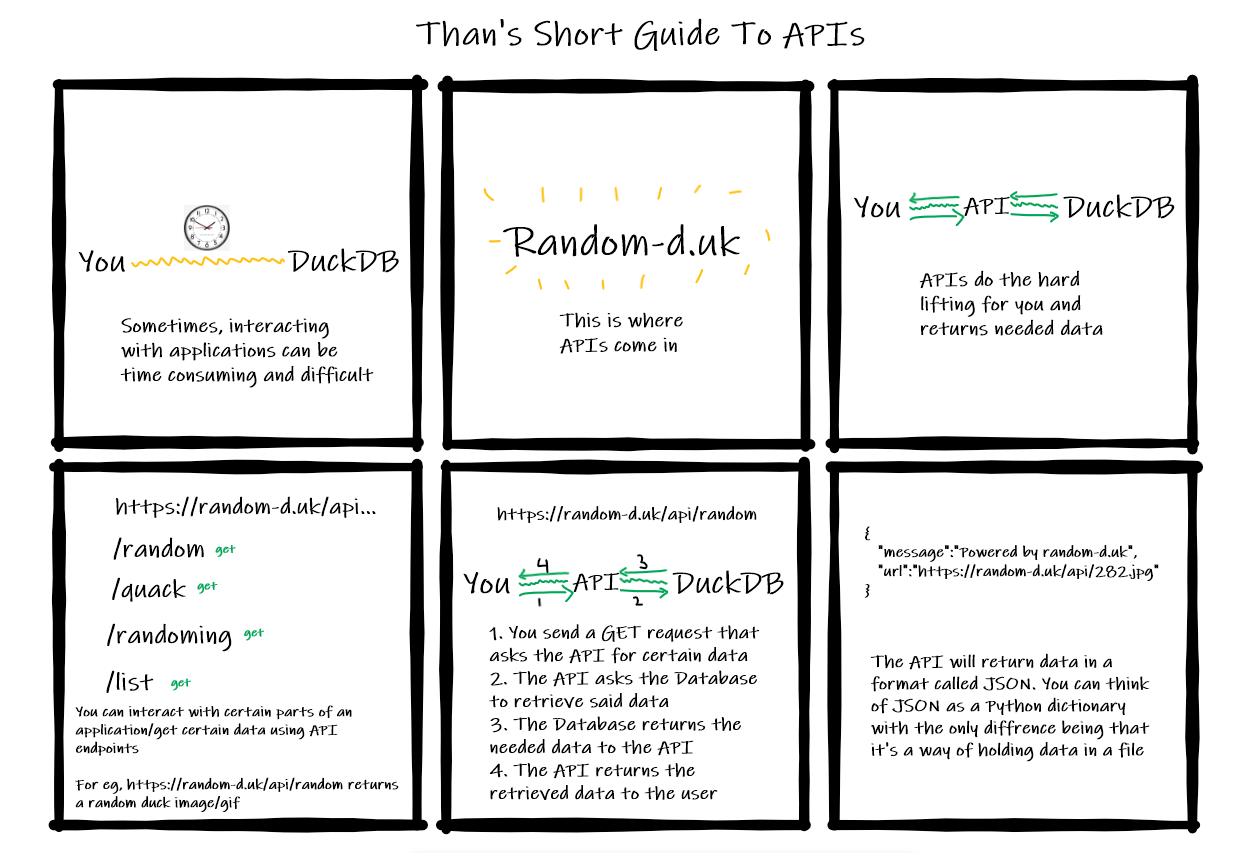 Than's Short Guide To APIs
You
DuckDB
Sometimes, interacting
with applications can be
time consuming and difficult
Random-d.uk
This is where
APIs come in
You
API
DuckDB
APIs do the hard
lifting for you and
returns needed data
https://random-d.uk/api...
/random get
/quack get
/randoming get
/list get
You can interact with certain parts of an
application/get certain data using API
endpoints
For eg, https://random-d.uk/api/random returns
a random duck image/gif
https://random-d.uk/api/random
4
3
You
API
DuckDB
1
2
1. You send a GET request that
asks the API for certain data
2. The API asks the Database
to retrieve said data
3. The Database returns the
needed data to the API
4. The API returns the
retrieved data to the user
{
"message":"Powered by random-d.uk",
"url":"https://random-d.uk/api/282.jpg"
}
The API will return data in a
format called JSON. You can think
of JSON as a Python dictionary
with the only diffrence being that
it's a way of holding data in a file